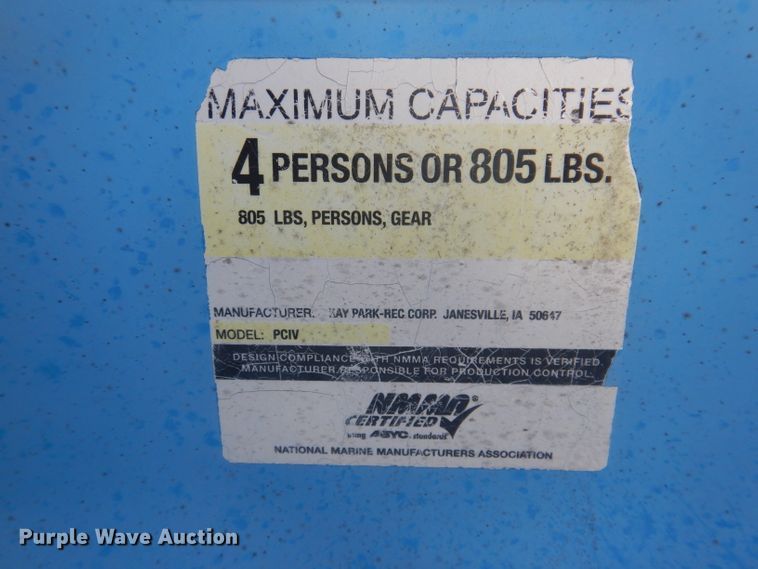 MAXIMUM CAPACITIES
4 PERSONS OR 805 LBS.
805 LBS, PERSONS, GEAR
MANUFACTURER: KAY PARK-REC CORP. JANESVILLE, IA 50647
MODEL: PCIV
DESIGN COMPLIANCE WITH NMMA REQUIREMENTS IS VERIFIED.
MANUFACTURER RESPONSIBLE FOR PRODUCTION CONTROL.
NMMA
CERTIFIED
using ABYC standards
NATIONAL MARINE MANUFACTURERS ASSOCIATION
Purple Wave Auction